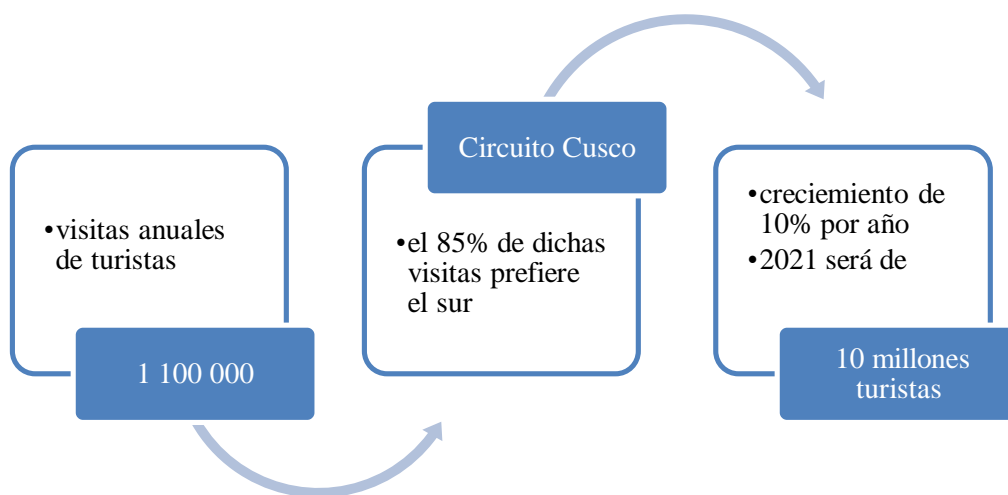 •visitas anuales
de turistas
1 100 000
Circuito Cusco
•el 85% de dichas
visitas prefiere
el sur
•creciemiento de
10% por año
•2021 será de
10 millones
turistas